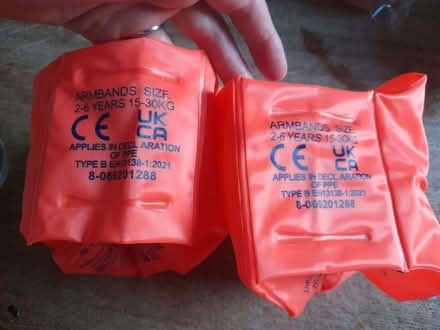 ARMBANDS SIZE
2-6 YEARS 15-30KG
CE UK CA
APPLIES IN DECLARATION
OF PPE
TYPE B EN13138-1:2021
8-069201288
ARMBANDS SIZE
2-6 YEARS 15-30KG
CE UK CA
APPLIES IN DECLARATION
OF PPE
TYPE B EN13138-1:2021
8-069201288